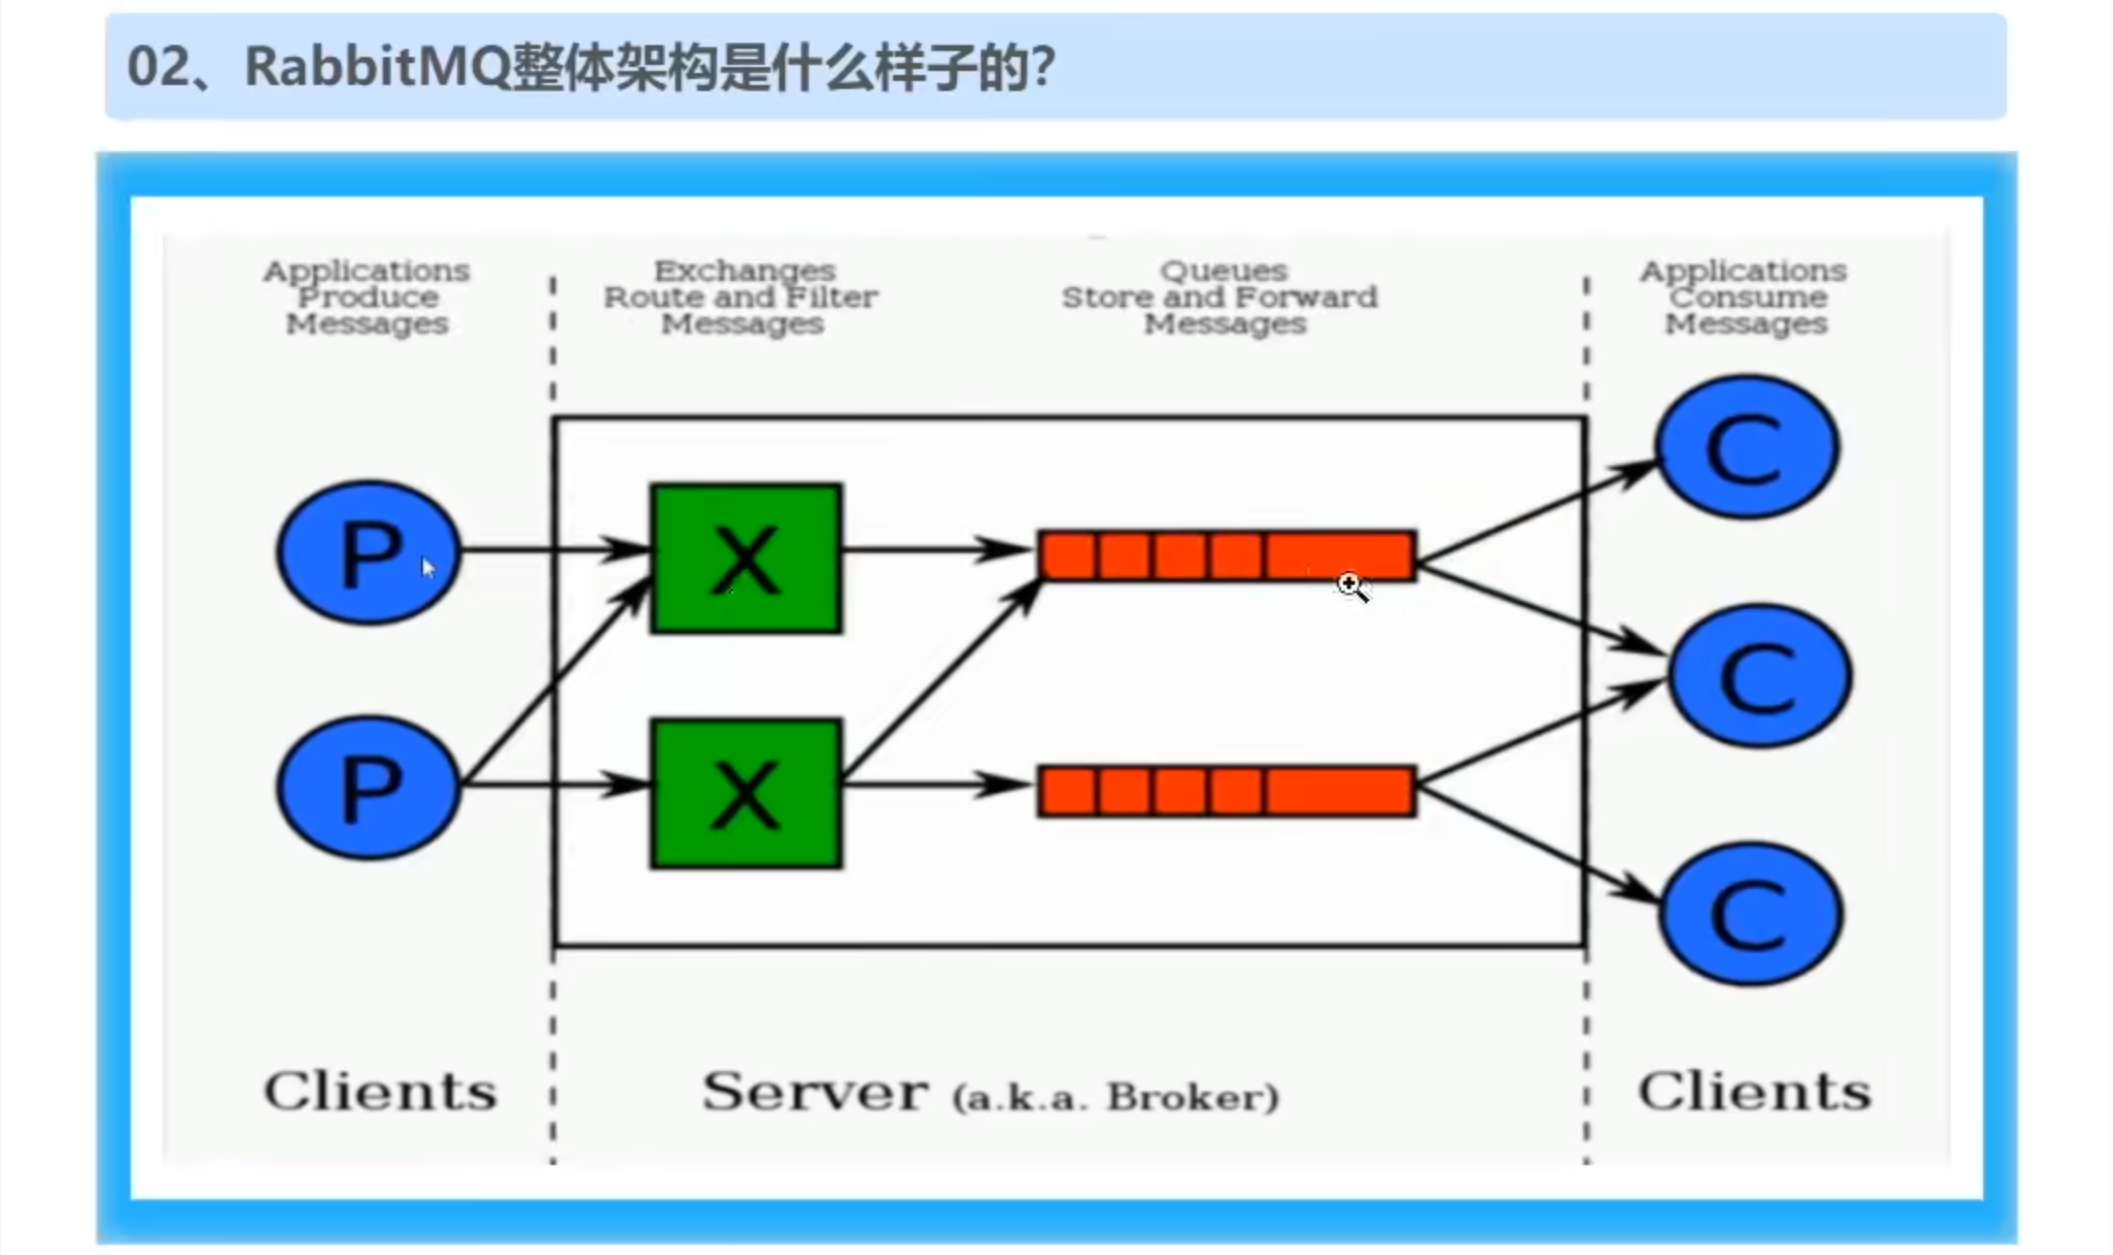 02、RabbitMQ整体架构是什么样子的?
Applications
Produce
Messages
Exchanges
Route and Filter
Messages
Queues
Store and Forward
Messages
Applications
Consume
Messages
P
X
C
C
P
X
C
Clients
Server (a.k.a. Broker)
Clients